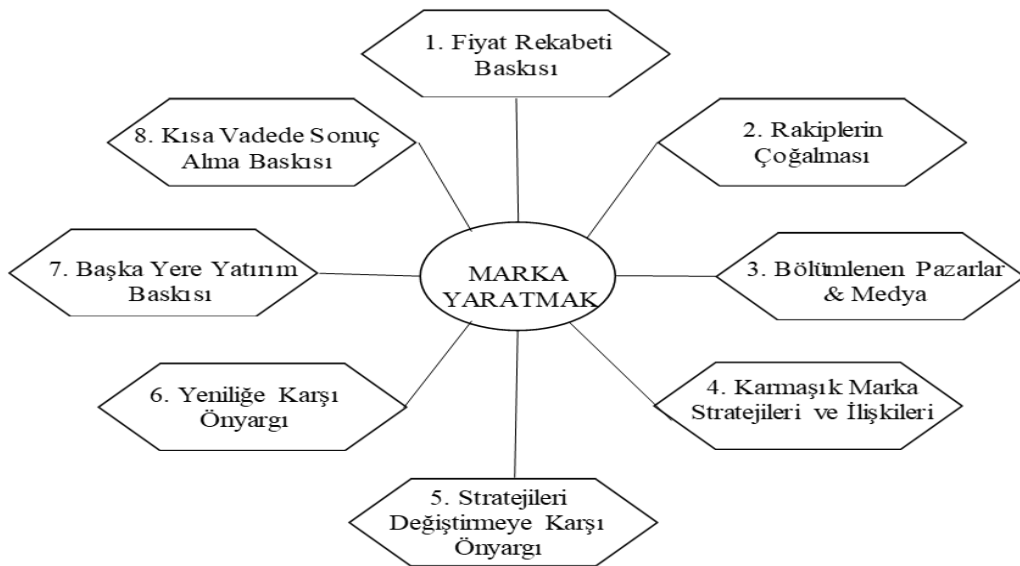 1. Fiyat Rekabeti
Baskısı
2. Rakiplerin
Çoğalması
3. Bölümlenen Pazarlar
& Medya
4. Karmaşık Marka
Stratejileri ve İlişkileri
5. Stratejileri
Değiştirmeye Karşı
Önyargı
6. Yeniliğe Karşı
Önyargı
7. Başka Yere Yatırım
Baskısı
8. Kısa Vadede Sonuç
Alma Baskısı
MARKA
YARATMAK